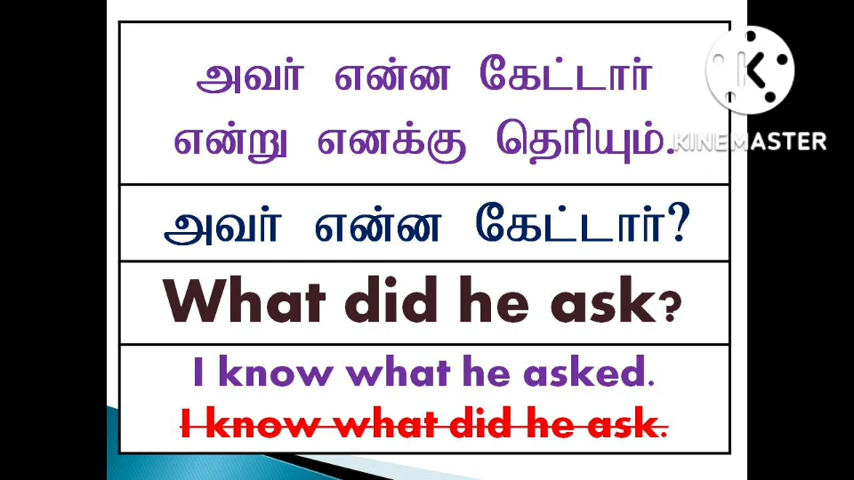 அவர் என்ன கேட்டார்
என்று எனக்கு தெரியும்.
KINEMASTER
அவர் என்ன கேட்டார்?
What did he ask?
I know what he asked.
I know what did he ask.